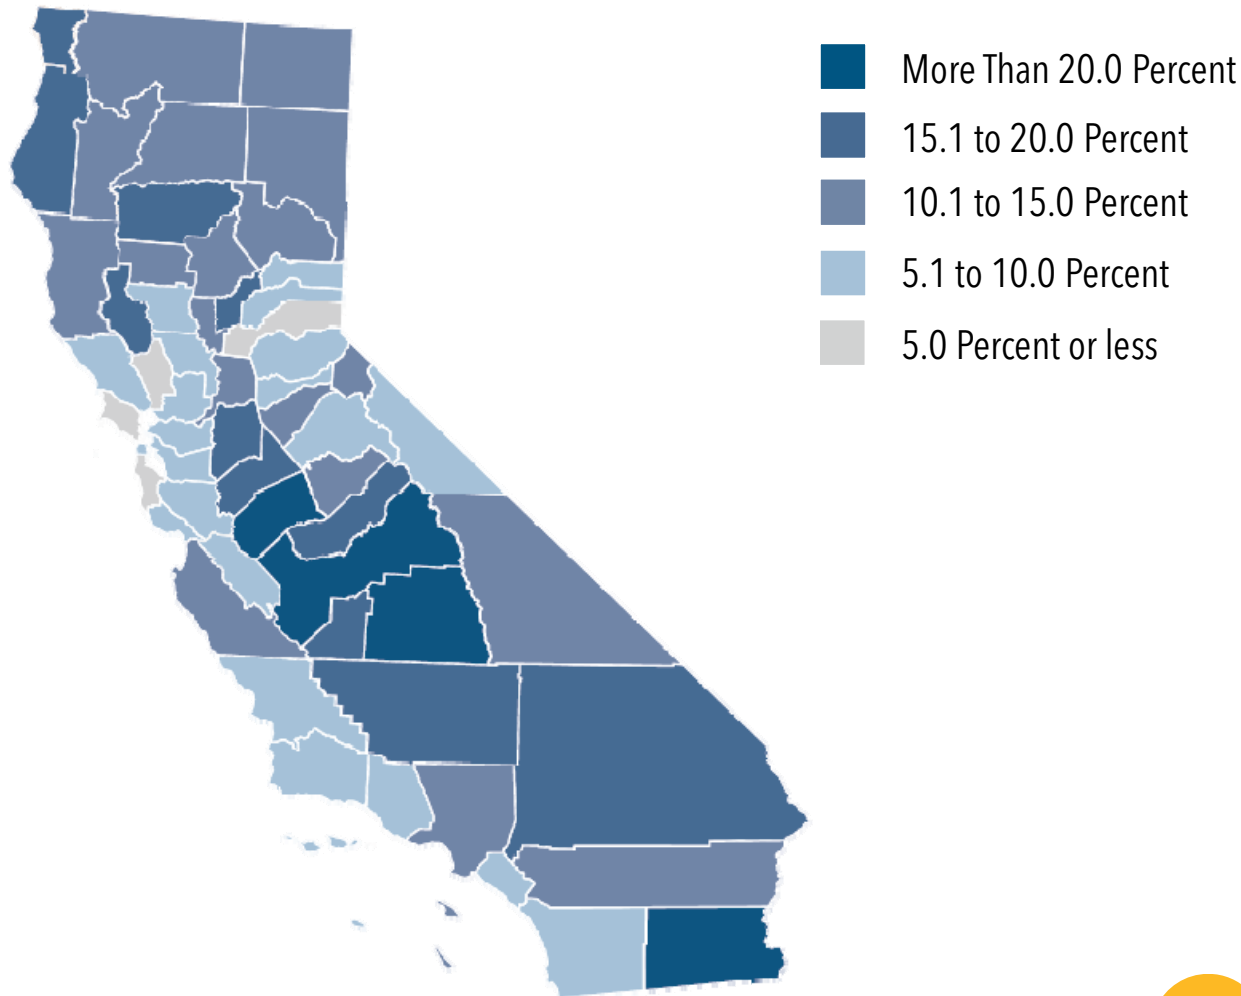 More Than 20.0 Percent
15.1 to 20.0 Percent
10.1 to 15.0 Percent
5.1 to 10.0 Percent
5.0 Percent or less